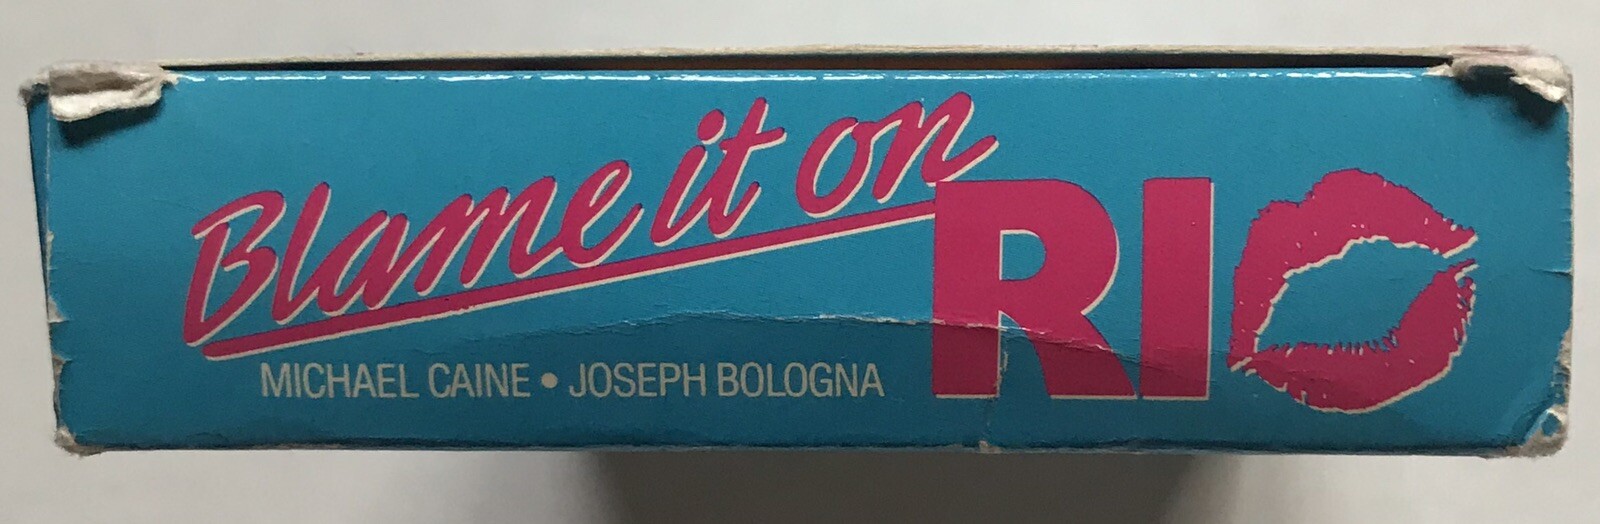 Blame it on
RIO
MICHAEL CAINE • JOSEPH BOLOGNA